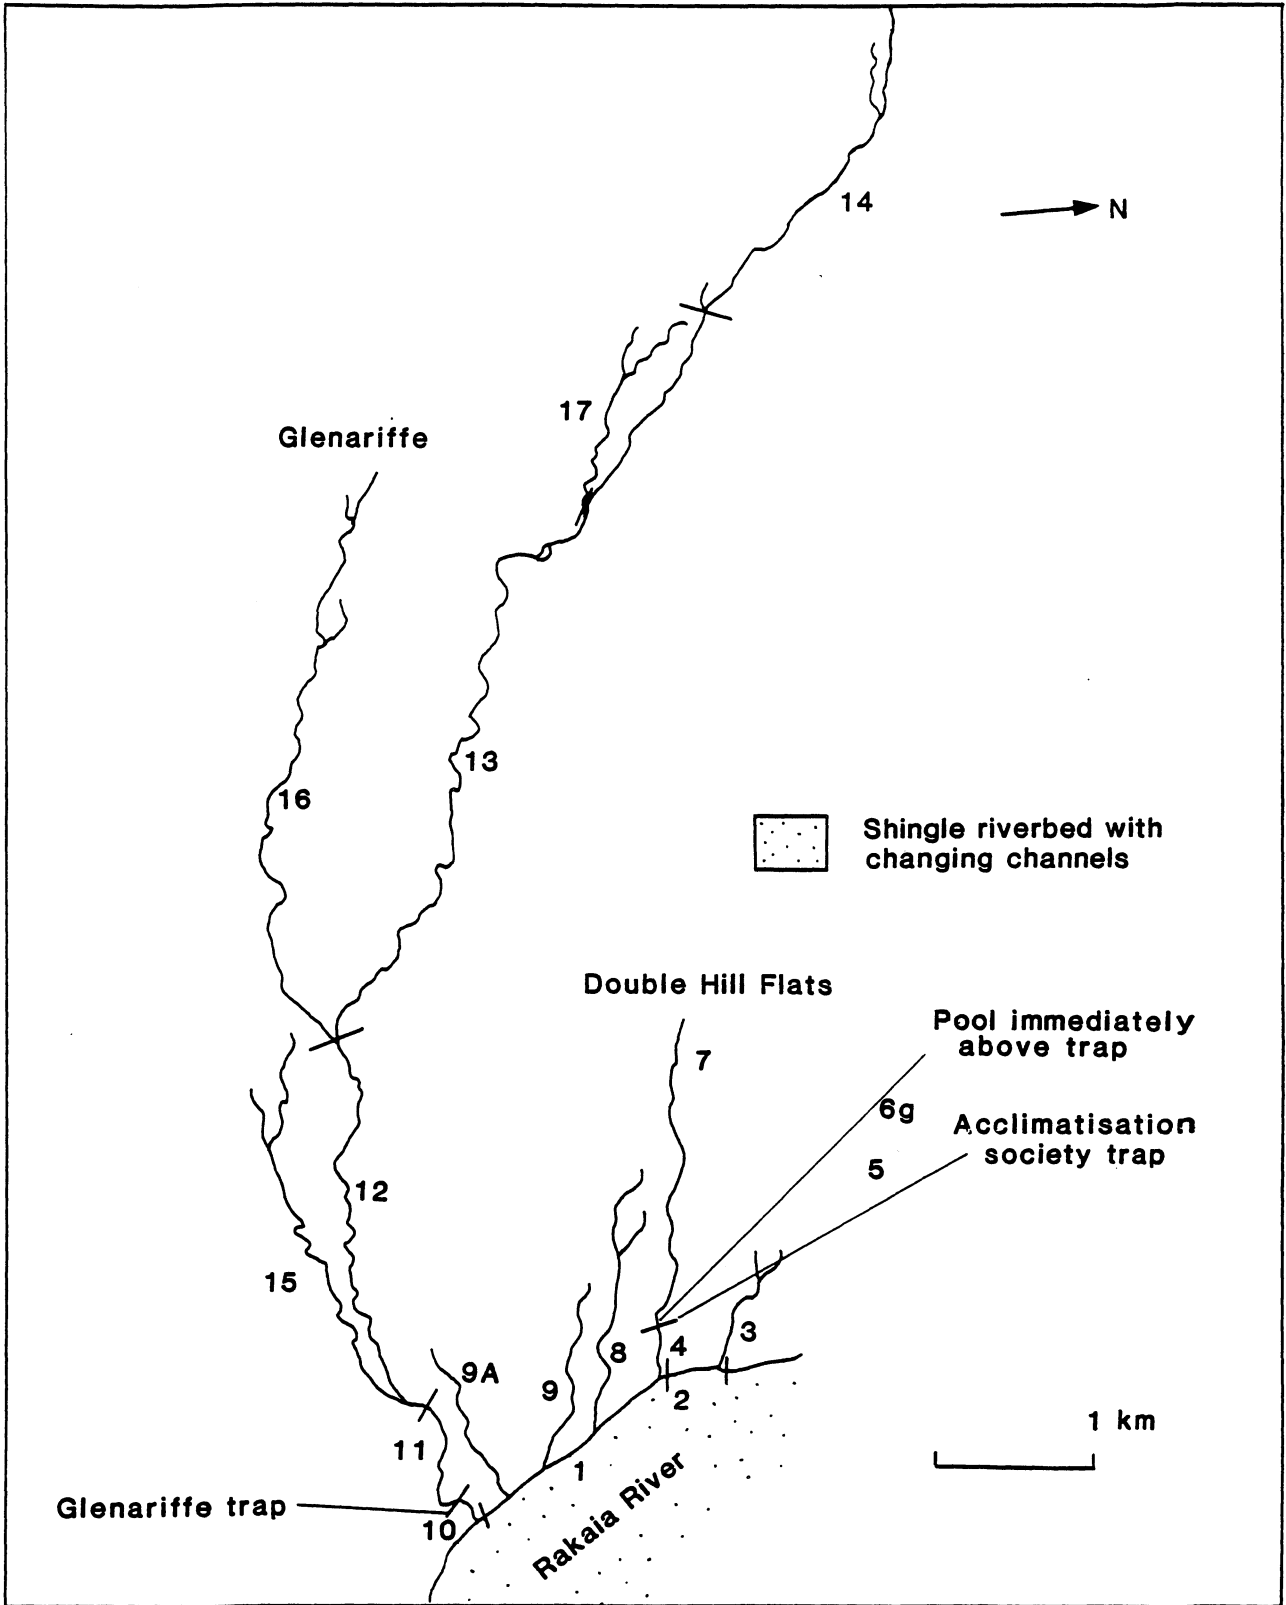 14
N
17
Glenariffe
13
16
Shingle riverbed with
changing channels
Double Hill Flats
Pool immediately
above trap
7
6g
Acclimatisation
society trap
5
12
15
3
4
8
9A
9
2
1 km
11
1
Glenariffe trap
10
Rakaia River